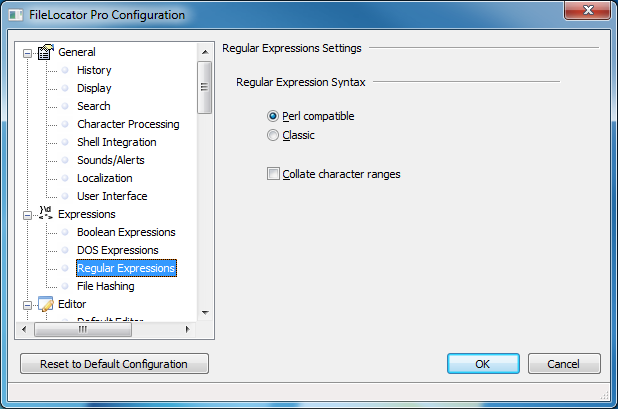 FileLocator Pro Configuration
General
History
Display
Search
Character Processing
Shell Integration
Sounds/Alerts
Localization
User Interface
Expressions
Boolean Expressions
DOS Expressions
Regular Expressions
File Hashing
Editor
Default Editor
Regular Expressions Settings
Regular Expression Syntax
Perl compatible
Classic
Collate character ranges
Reset to Default Configuration
OK
Cancel